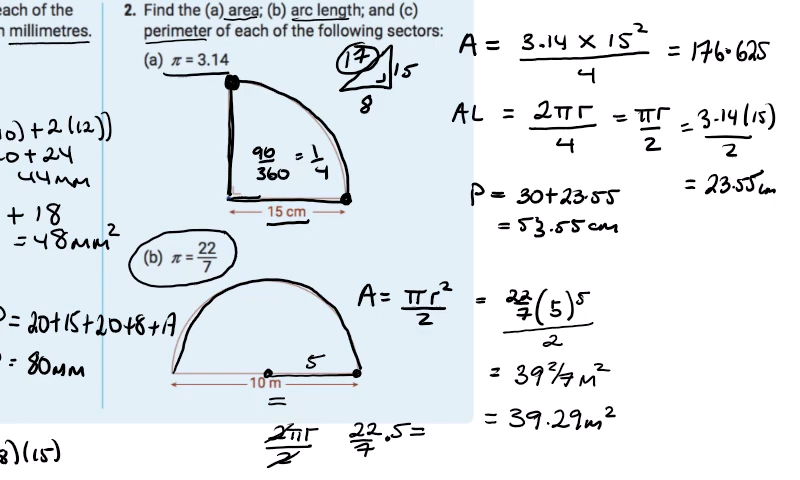 each of the
n millimetres.
10) + 2(12))
20 + 24
44mm
+ 18
= 48mm²
P = 20+15+20+8+A
P = 80mm
8)(15)
2. Find the (a) area; (b) arc length; and (c)
perimeter of each of the following sectors:
(a) π = 3.14
17
15
8
90/360 = 1/4
15 cm
(b) π = 22/7
5
10 m
=
2πr/2   22/7 . 5 =
A = 3.14 × 15²/4 = 176.625
AL = 2πr/4 = πr/2 = 3.14(15)/2
= 23.55cm
P = 30+23.55
= 53.55cm
A = πr²/2 = 22/7(5)⁵/2
= 39 2/7 m²
= 39.29m²